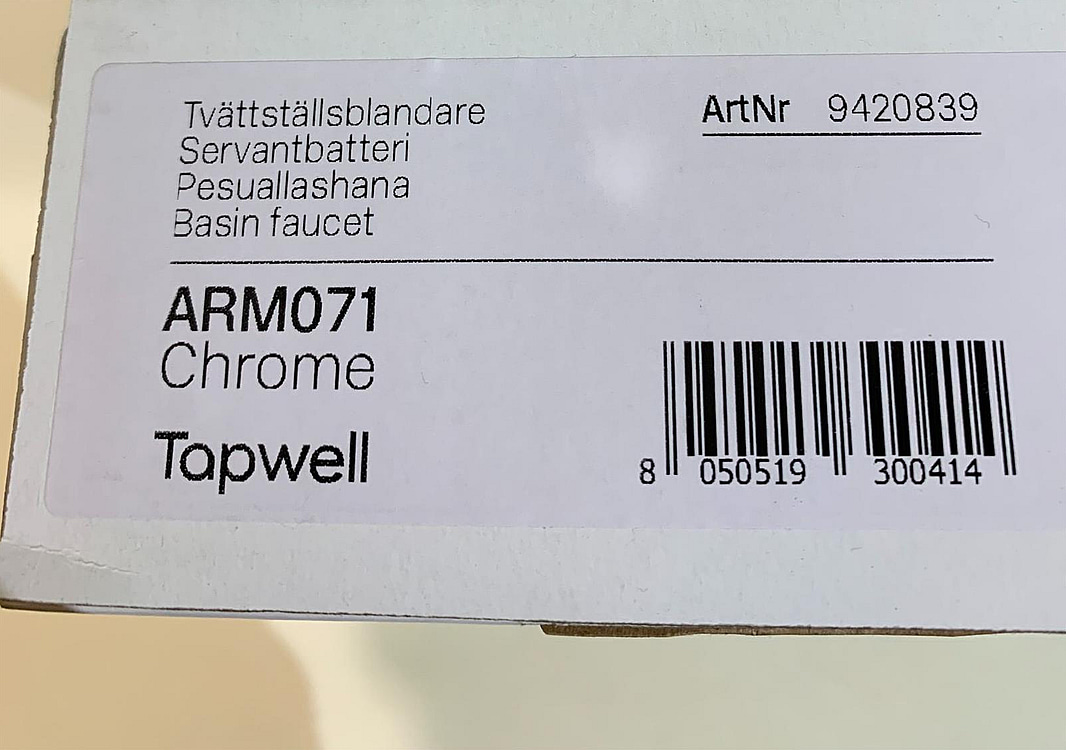 Tvättställsblandare
Servantbatteri
Pesuallashana
Basin faucet
ArtNr 9420839
ARM071
Chrome
Tapwell
8 050519 300414